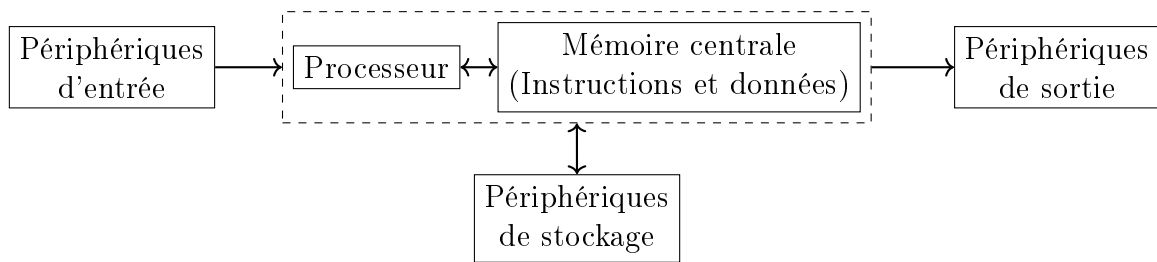 Périphériques
d'entrée
Processeur
Mémoire centrale
(Instructions et données)
Périphériques
de sortie
Périphériques
de stockage